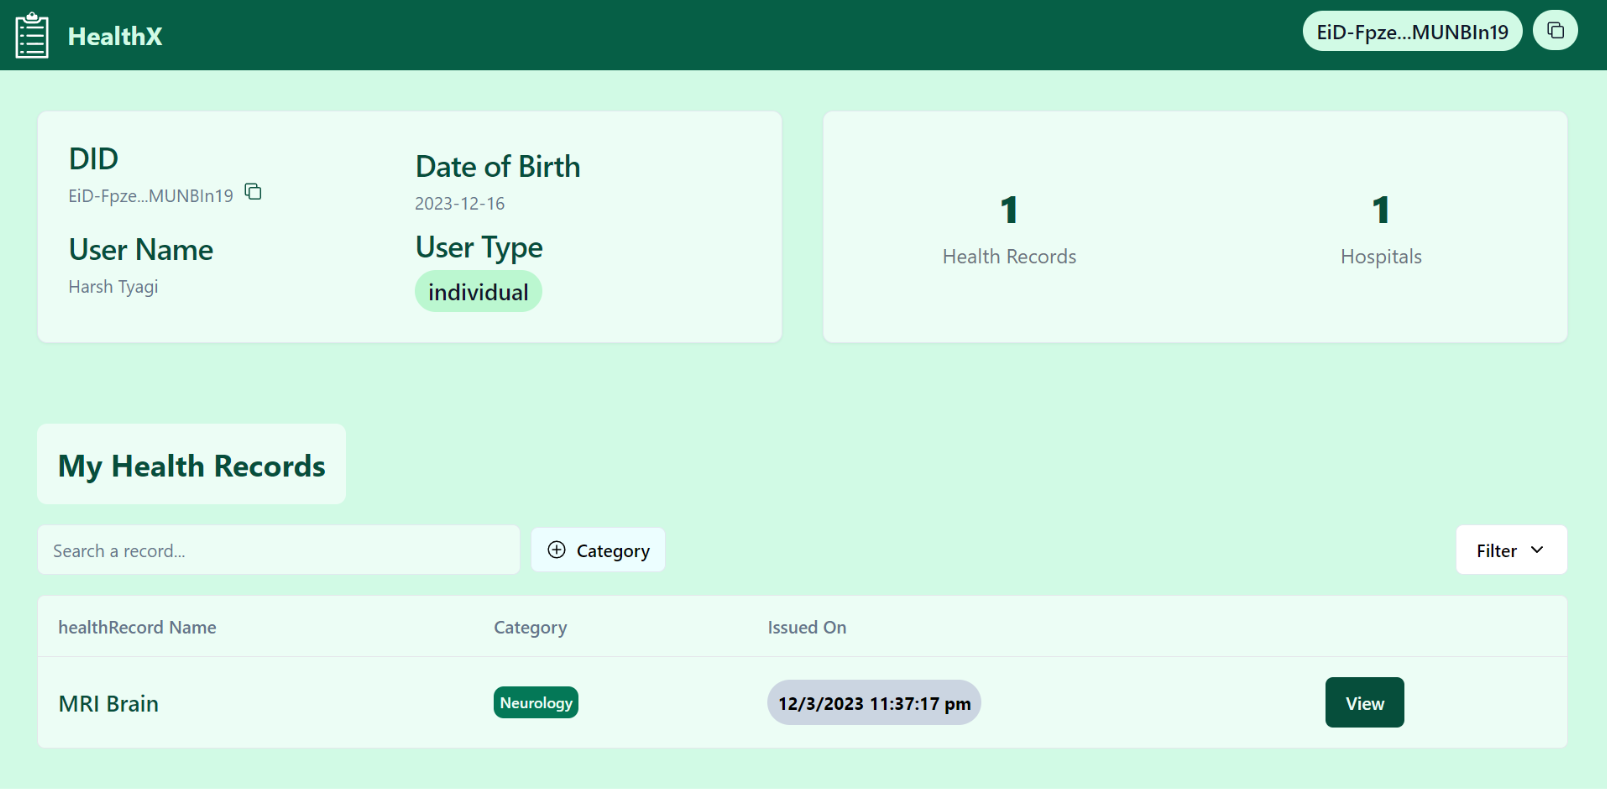 HealthX
EiD-Fpze...MUNBIn19
DID
EiD-Fpze...MUNBIn19
User Name
Harsh Tyagi
Date of Birth
2023-12-16
User Type
individual
1
Health Records
1
Hospitals
My Health Records
Search a record...
Category
Filter
healthRecord Name Category Issued On
MRI Brain Neurology 12/3/2023 11:37:17 pm View